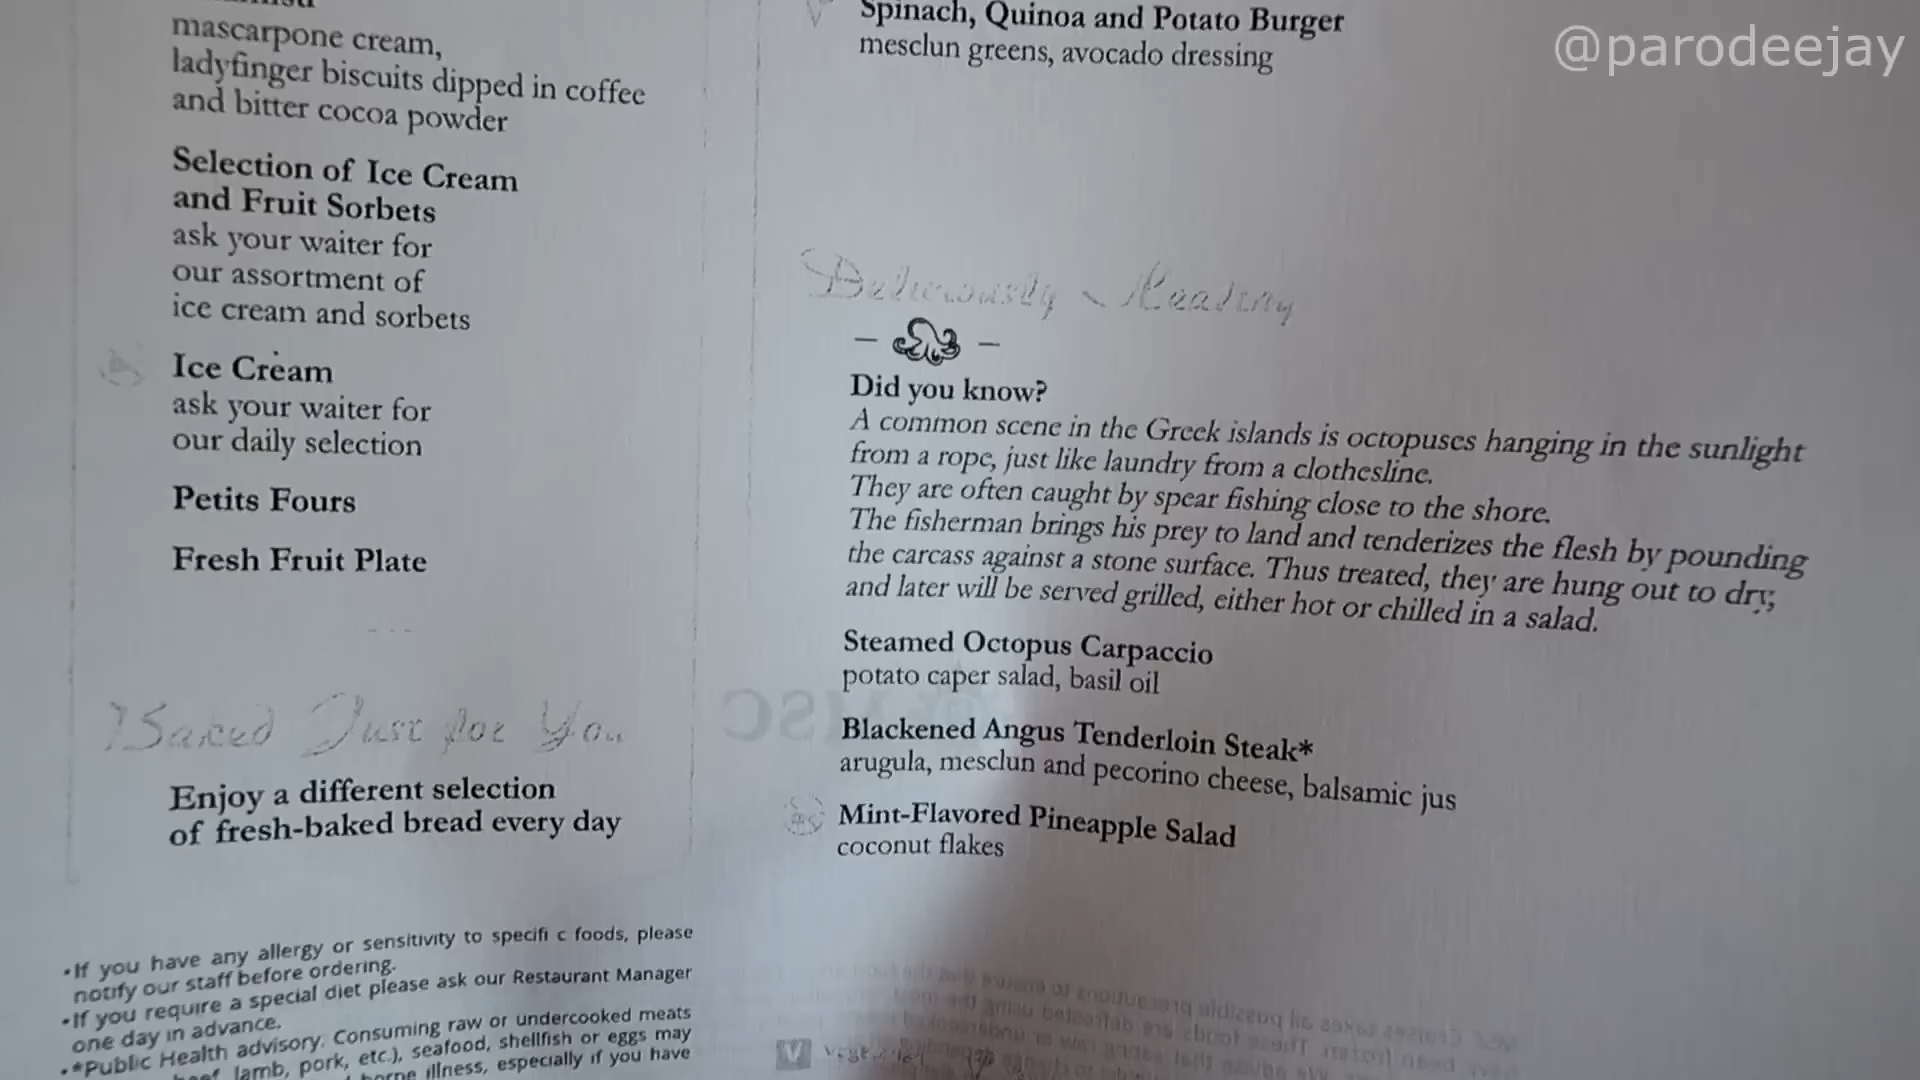 mascarpone cream,
ladyfinger biscuits dipped in coffee
and bitter cocoa powder
Selection of Ice Cream
and Fruit Sorbets
ask your waiter for
our assortment of
ice cream and sorbets
Ice Cream
ask your waiter for
our daily selection
Petits Fours
Fresh Fruit Plate
Baked Just for You
Enjoy a different selection
of fresh-baked bread every day
•If you have any allergy or sensitivity to specifi c foods, please
notify our staff before ordering.
•If you require a special diet please ask our Restaurant Manager
one day in advance.
•*Public Health advisory: Consuming raw or undercooked meats
lamb, pork, etc.), seafood, shellfish or eggs may
illness, especially if you have
Spinach, Quinoa and Potato Burger
mesclun greens, avocado dressing
Deliciously Healthy
Did you know?
A common scene in the Greek islands is octopuses hanging in the sunlight
from a rope, just like laundry from a clothesline.
They are often caught by spear fishing close to the shore.
The fisherman brings his prey to land and tenderizes the flesh by pounding
the carcass against a stone surface. Thus treated, they are hung out to dry,
and later will be served grilled, either hot or chilled in a salad.
Steamed Octopus Carpaccio
potato caper salad, basil oil
Blackened Angus Tenderloin Steak*
arugula, mesclun and pecorino cheese, balsamic jus
Mint-Flavored Pineapple Salad
coconut flakes
MSC
V
@parodeejay